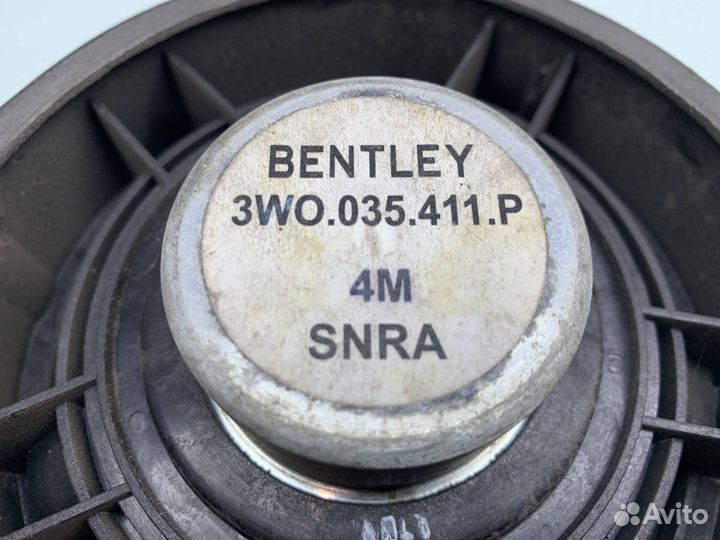 BENTLEY
3WO.035.411.P
4M
SNRA
Avito